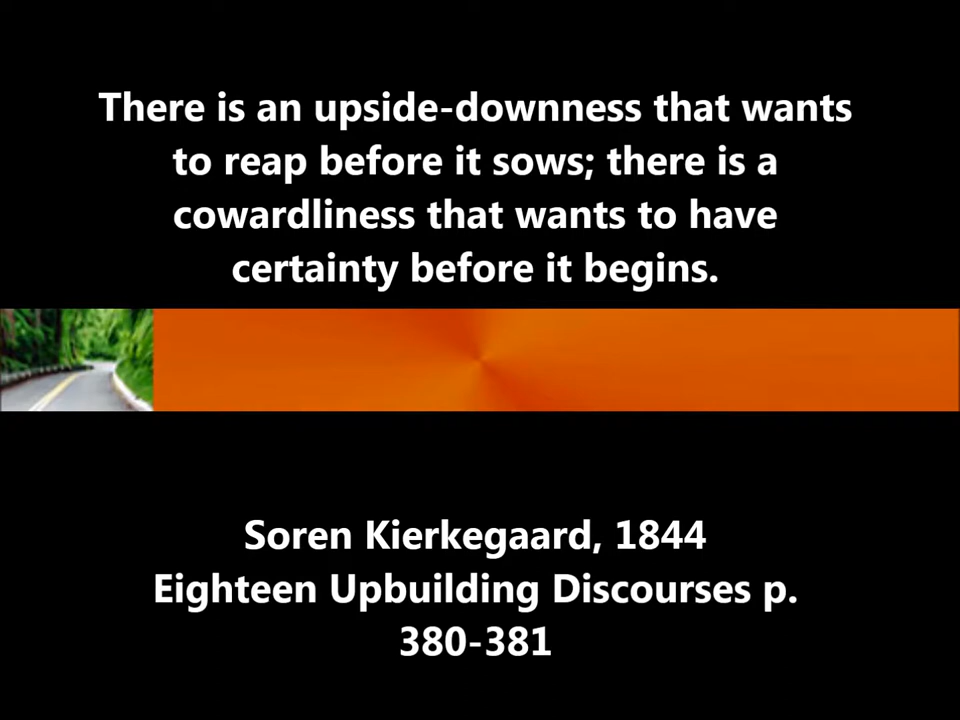 There is an upside-downness that wants
to reap before it sows; there is a
cowardliness that wants to have
certainty before it begins.
Soren Kierkegaard, 1844
Eighteen Upbuilding Discourses p.
380-381